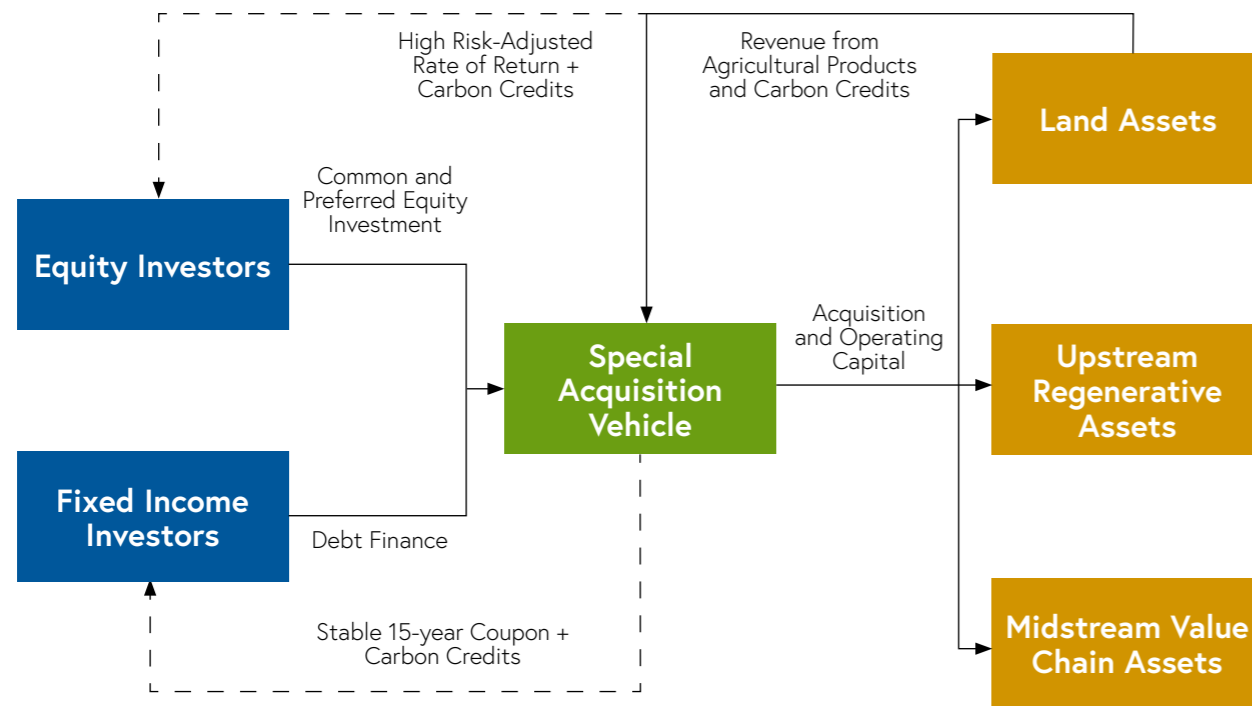 High Risk-Adjusted
Rate of Return +
Carbon Credits
Revenue from
Agricultural Products
and Carbon Credits
Land Assets
Common and
Preferred Equity
Investment
Equity Investors
Special
Acquisition
Vehicle
Acquisition
and Operating
Capital
Upstream
Regenerative
Assets
Fixed Income
Investors
Debt Finance
Stable 15-year Coupon +
Carbon Credits
Midstream Value
Chain Assets